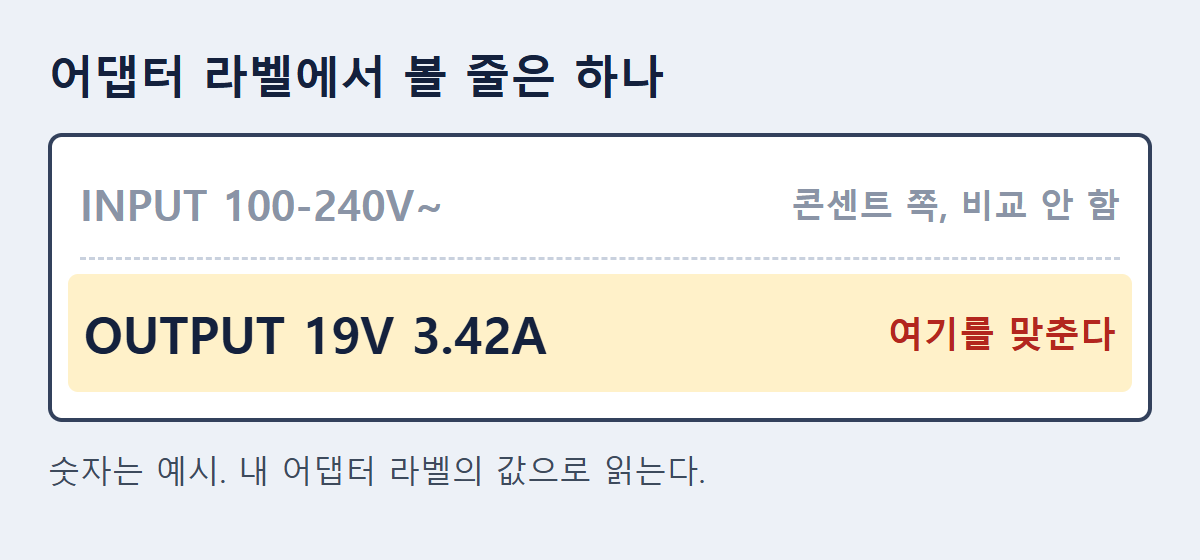 어댑터 라벨에서 볼 줄은 하나
INPUT 100-240V~ 콘센트 쪽, 비교 안 함
OUTPUT 19V 3.42A 여기를 맞춘다
숫자는 예시. 내 어댑터 라벨의 값으로 읽는다.